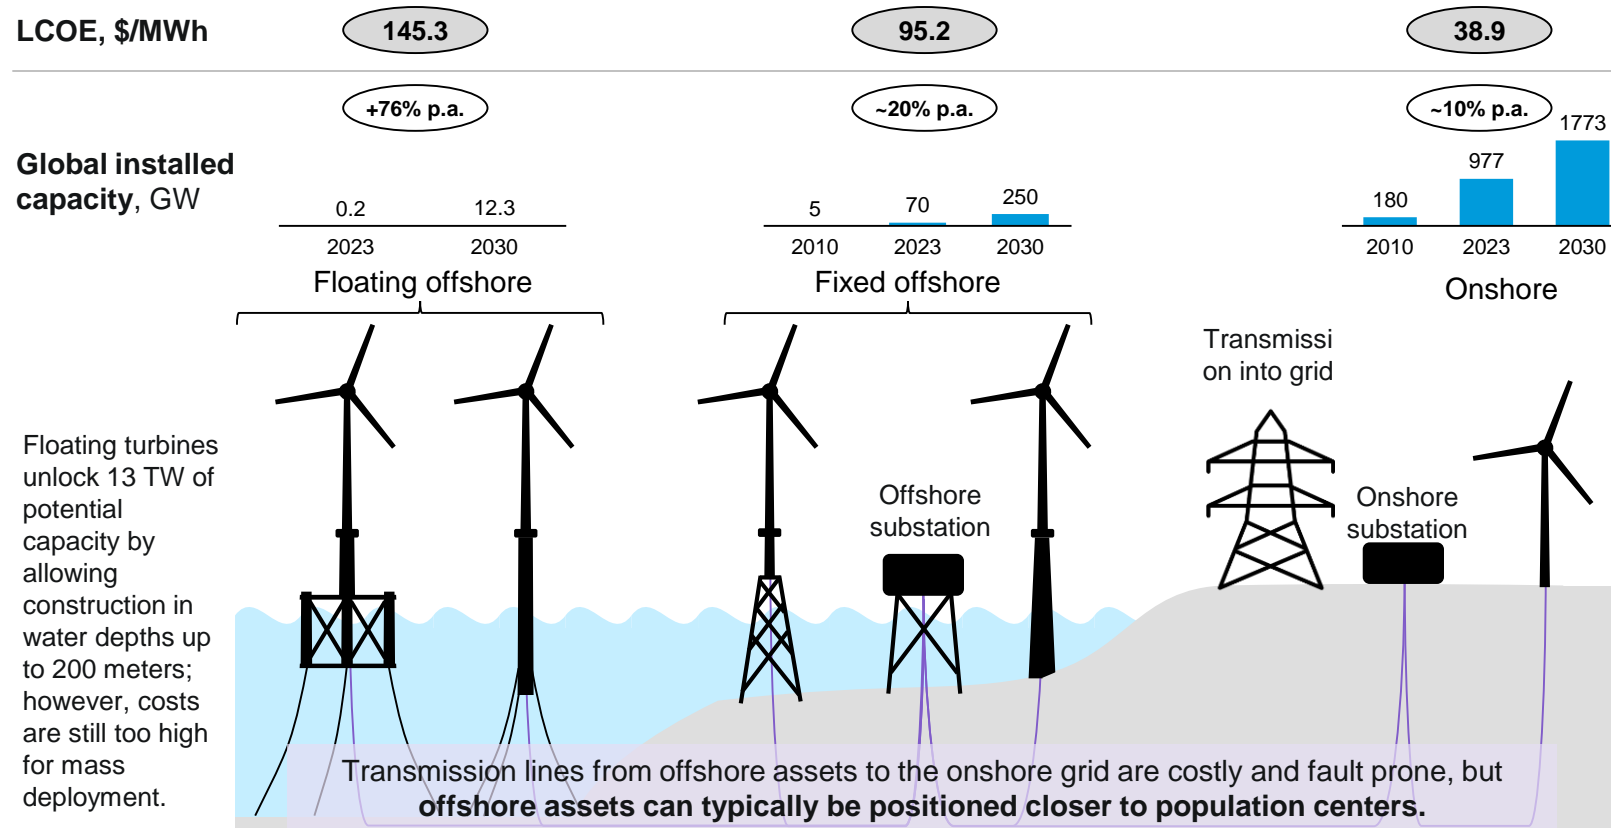 LCOE, $/MWh
145.3
95.2
38.9
+76% p.a.
~20% p.a.
~10% p.a.
Global installed
capacity, GW
0.2
12.3
2023
2030
Floating offshore
5
70
250
2010
2023
2030
Fixed offshore
180
977
1773
2010
2023
2030
Onshore
Transmissi
on into grid
Offshore
substation
Onshore
substation
Floating turbines
unlock 13 TW of
potential
capacity by
allowing
construction in
water depths up
to 200 meters;
however, costs
are still too high
for mass
deployment.
Transmission lines from offshore assets to the onshore grid are costly and fault prone, but
offshore assets can typically be positioned closer to population centers.